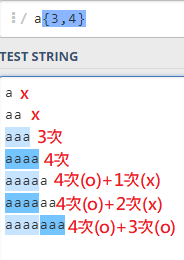 ⋮ / a{3,4}
TEST STRING
a x
aa x
aaa 3次
aaaa 4次
aaaaa 4次(o)+1次(x)
aaaaaa 4次(o)+2次(x)
aaaaaaa 4次(o)+3次(o)